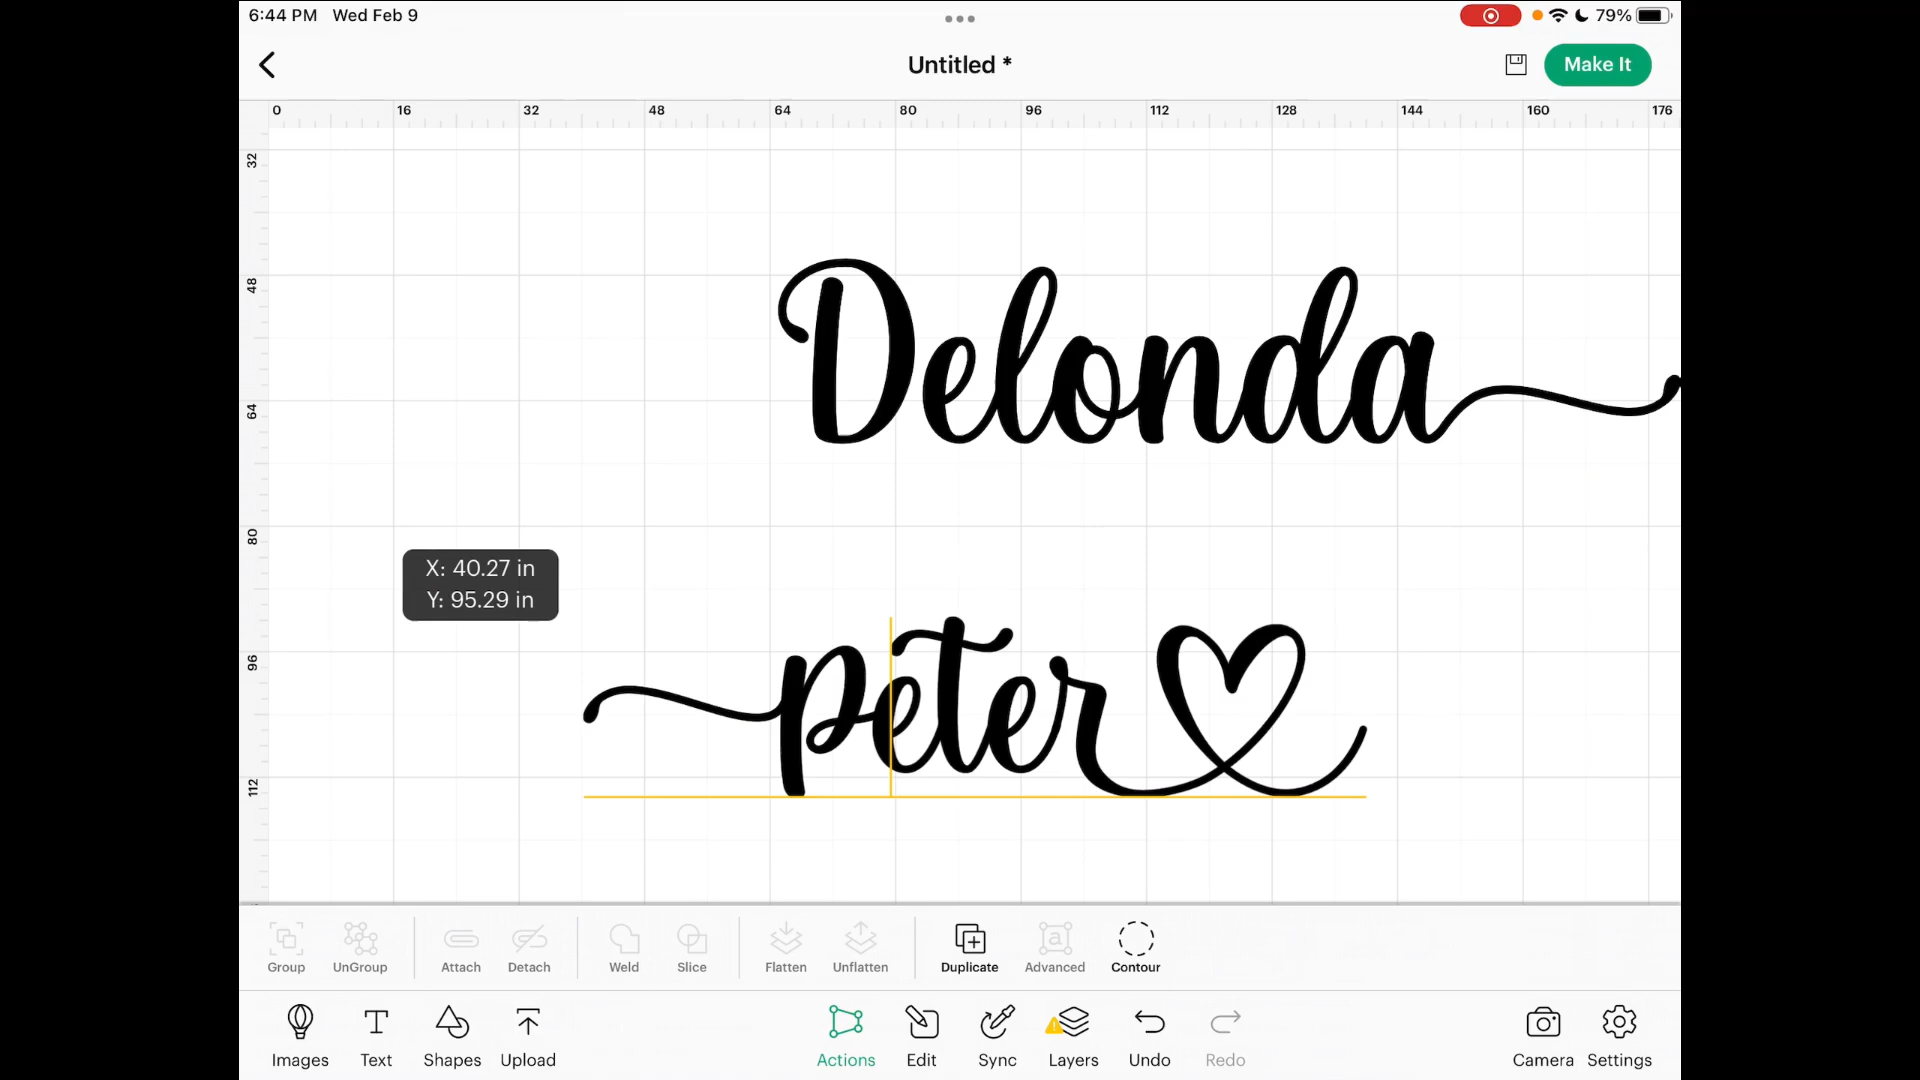 6:44 PM Wed Feb 9 79%
Untitled * Make It
0 16 32 48 64 80 96 112 128 144 160 176
32
48
64
80
96
112
Delonda
X: 40.27 in
Y: 95.29 in
peter
Group UnGroup Attach Detach Weld Slice Flatten Unflatten Duplicate Advanced Contour
Images Text Shapes Upload Actions Edit Sync Layers Undo Redo Camera Settings